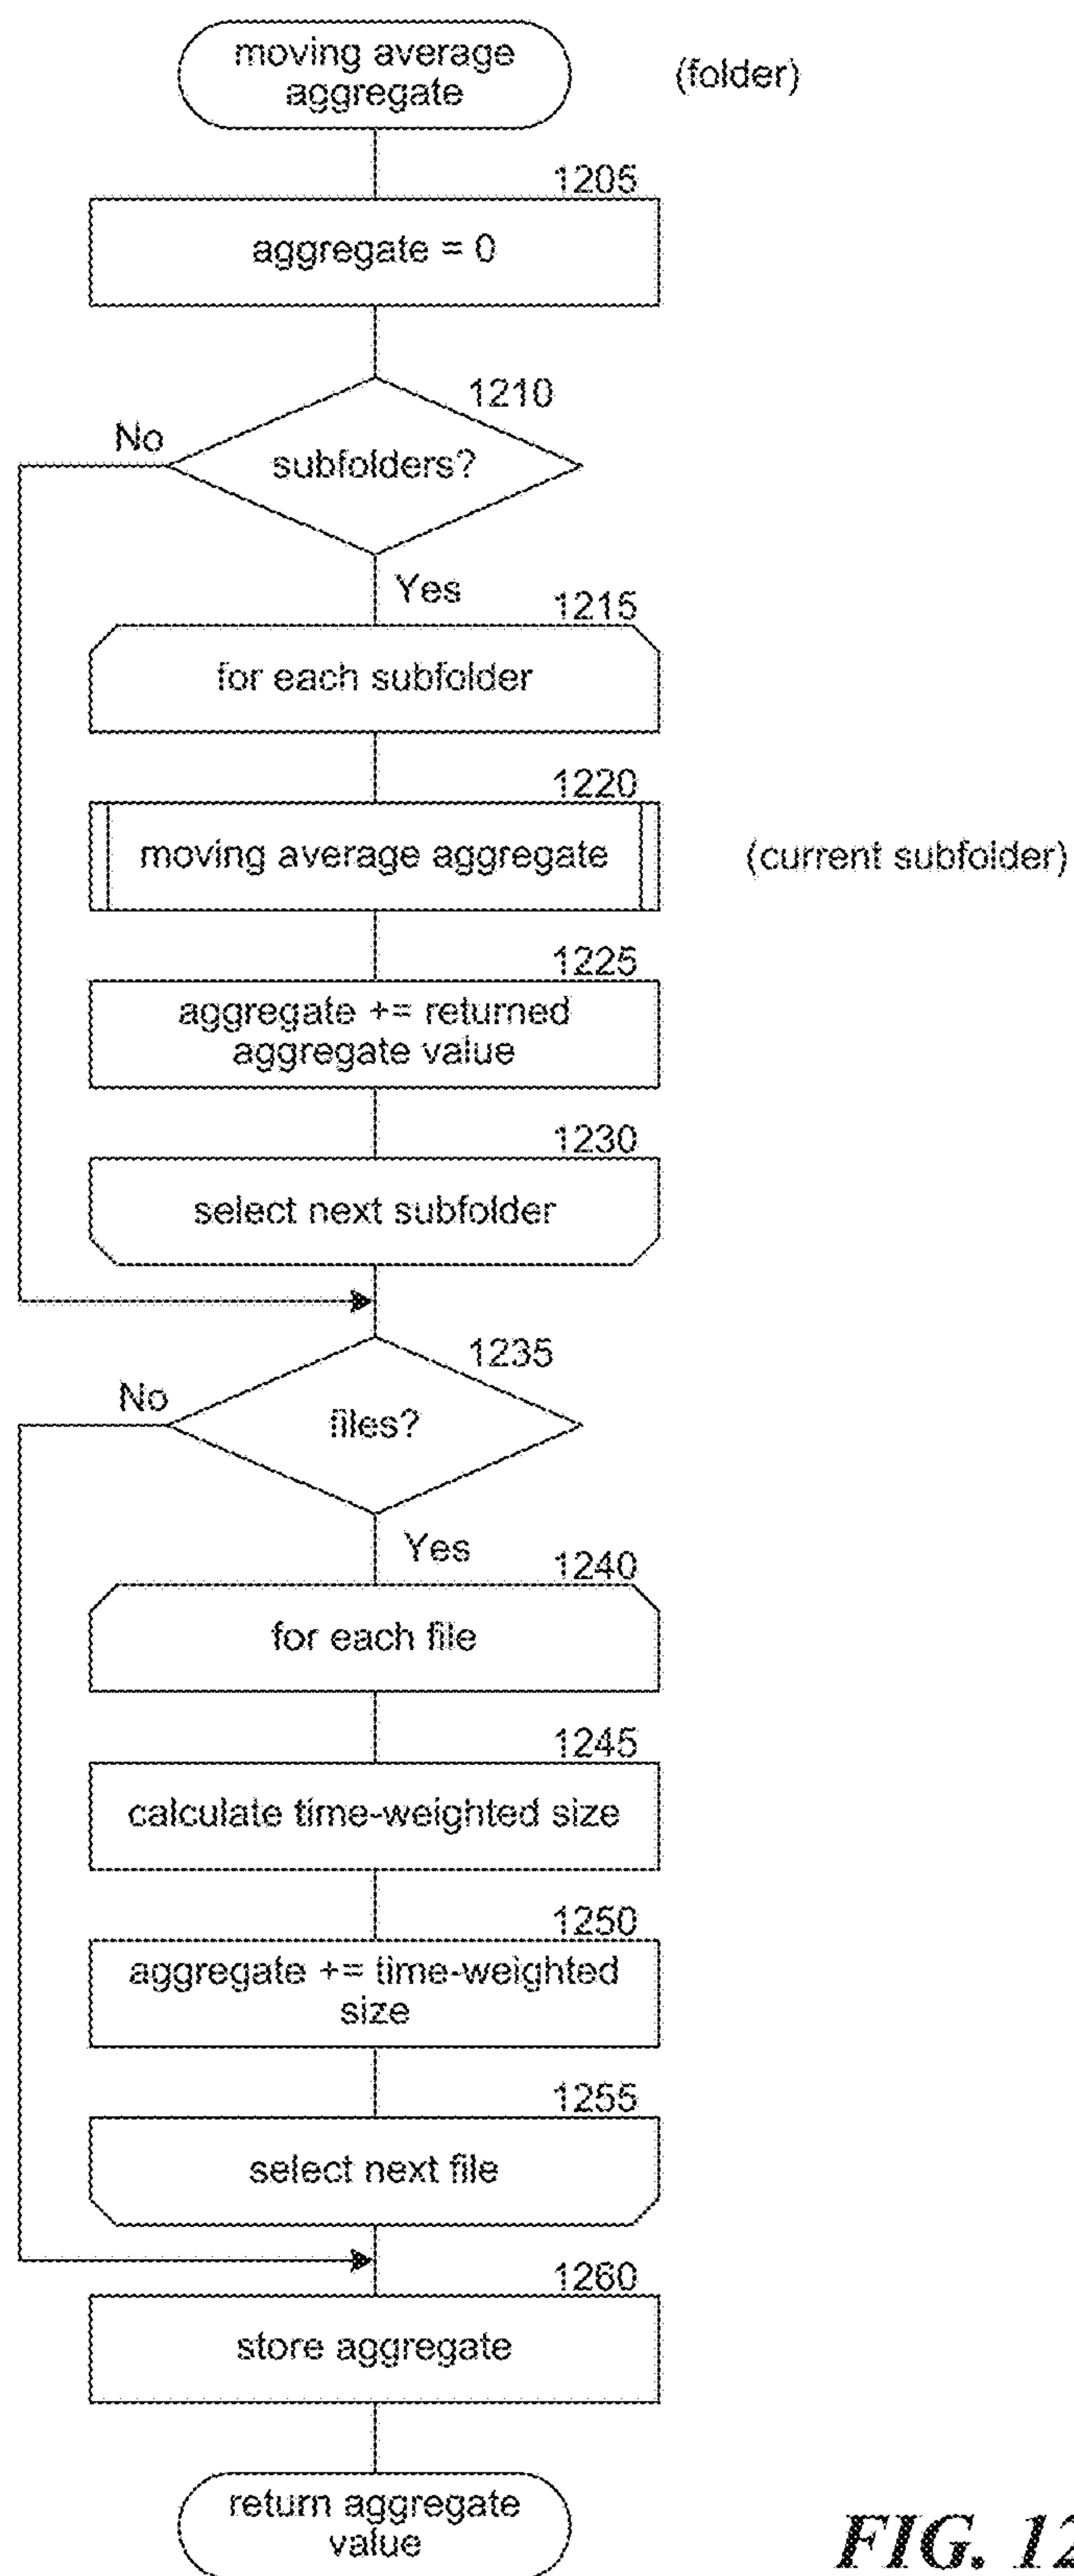 moving average
aggregate
(folder)
1205
aggregate = 0
1210
No
subfolders?
Yes
1215
for each subfolder
1220
moving average aggregate
(current subfolder)
1225
aggregate += returned
aggregate value
1230
select next subfolder
1235
No
files?
Yes
1240
for each file
1245
calculate time-weighted size
1250
aggregate += time-weighted
size
1255
select next file
1260
store aggregate
return aggregate
value
FIG. 12